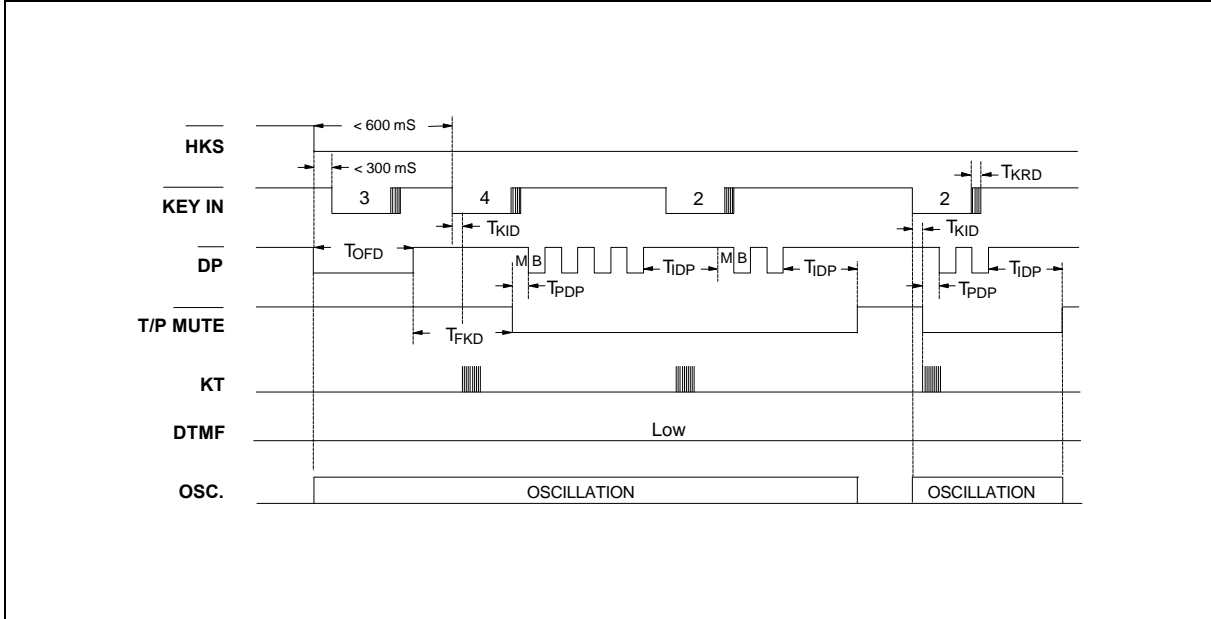 < 600 mS
HKS
< 300 mS
TKRD
KEY IN
3
4
2
2
TKID
TKID
TOFD
DP
M
B
TIDP
M
B
TIDP
TIDP
TPDP
TPDP
T/P MUTE
TFKD
KT
DTMF
Low
OSC.
OSCILLATION
OSCILLATION